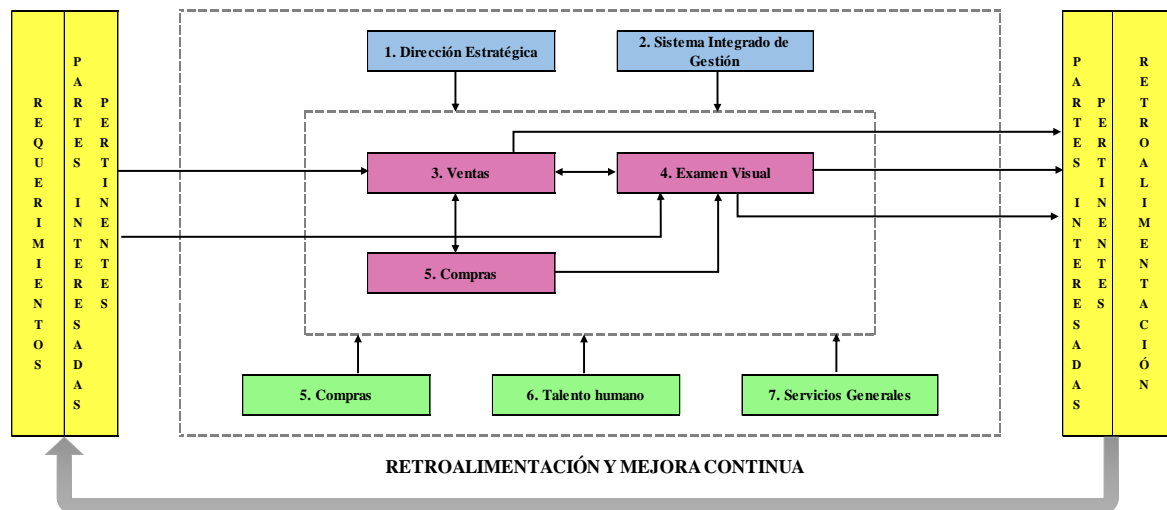 REQUERIMIENTOS
PARTES INTERESADAS
PERTINENTES
1. Dirección Estratégica
2. Sistema Integrado de
Gestión
3. Ventas
4. Examen Visual
5. Compras
5. Compras
6. Talento humano
7. Servicios Generales
PARTES INTERESADAS
PERTINENTES
RETROALIMENTACIÓN
RETROALIMENTACIÓN Y MEJORA CONTINUA